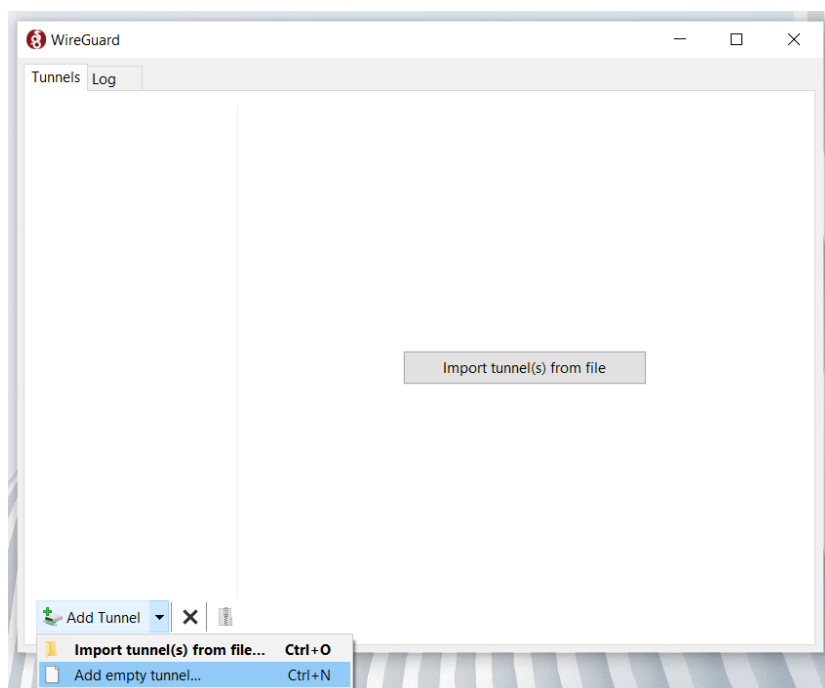 WireGuard
Tunnels Log
Import tunnel(s) from file
Add Tunnel
Import tunnel(s) from file... Ctrl+O
Add empty tunnel... Ctrl+N